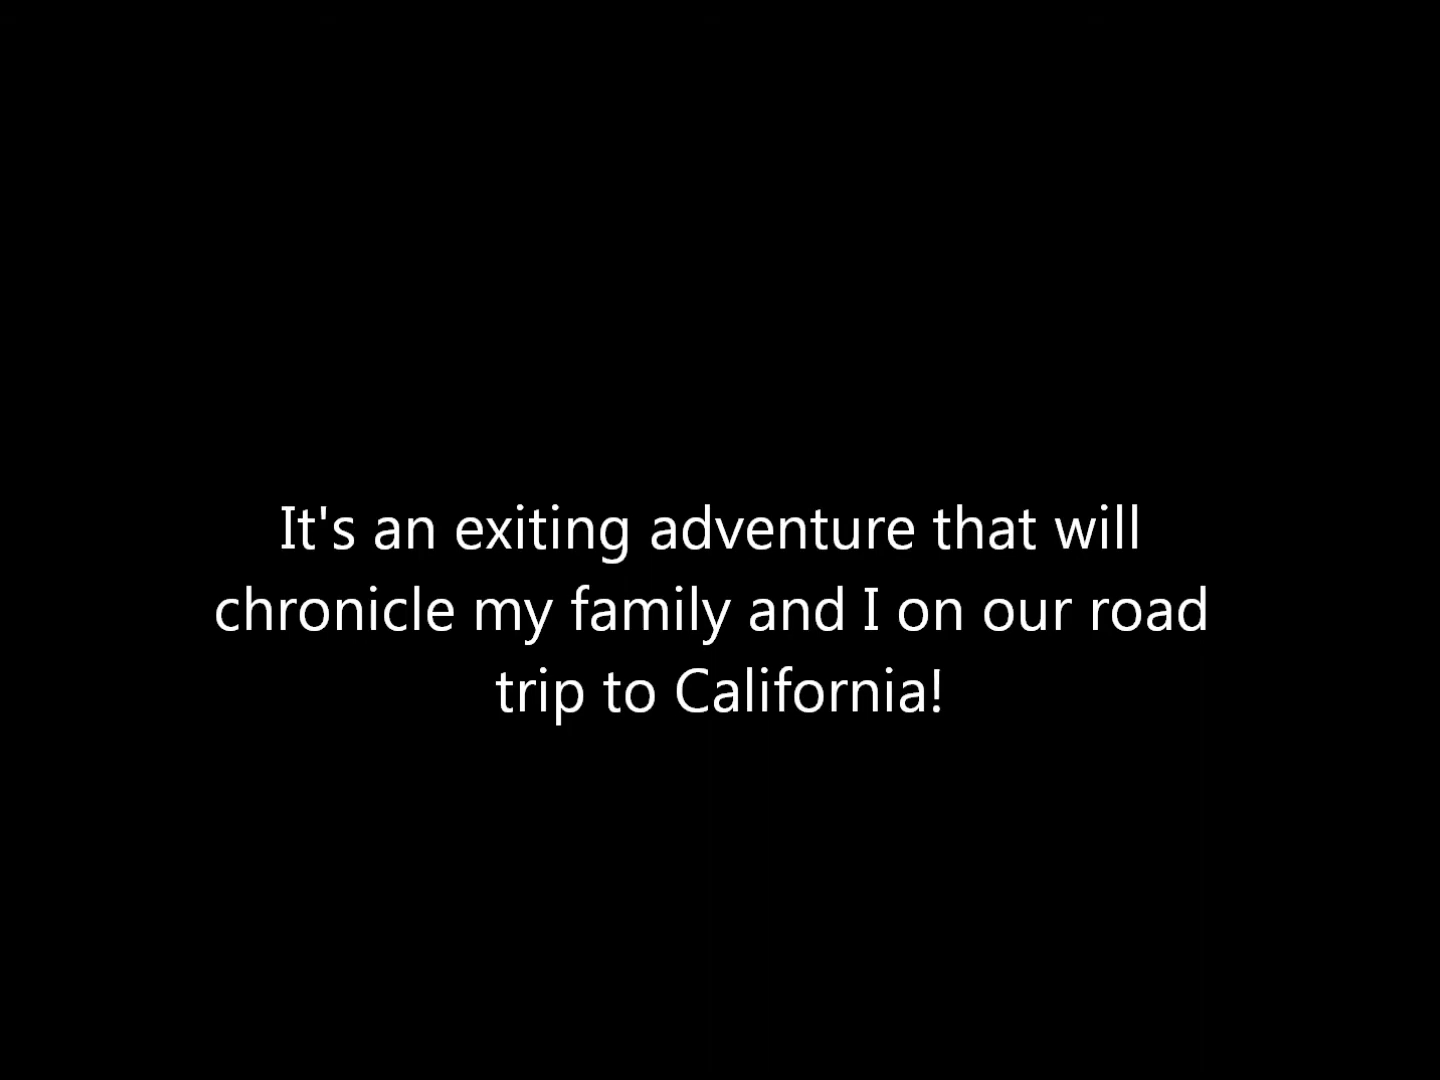 It's an exiting adventure that will
chronicle my family and I on our road
trip to California!